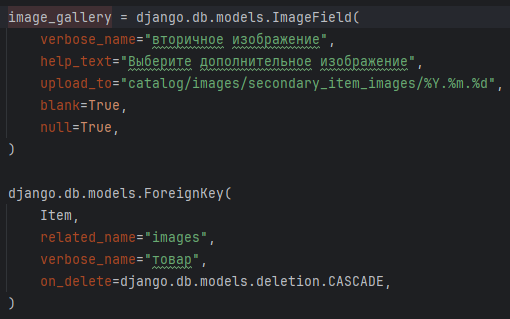 image_gallery = django.db.models.ImageField(
    verbose_name="вторичное изображение",
    help_text="Выберите дополнительное изображение",
    upload_to="catalog/images/secondary_item_images/%Y.%m.%d",
    blank=True,
    null=True,
)

django.db.models.ForeignKey(
    Item,
    related_name="images",
    verbose_name="товар",
    on_delete=django.db.models.deletion.CASCADE,
)